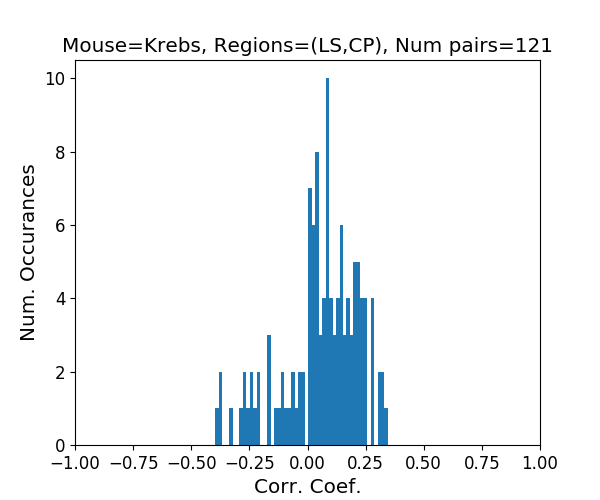 Mouse=Krebs, Regions=(LS,CP), Num pairs=121
Num. Occurances
10
8
6
4
2
0
−1.00 −0.75 −0.50 −0.25 0.00 0.25 0.50 0.75 1.00
Corr. Coef.